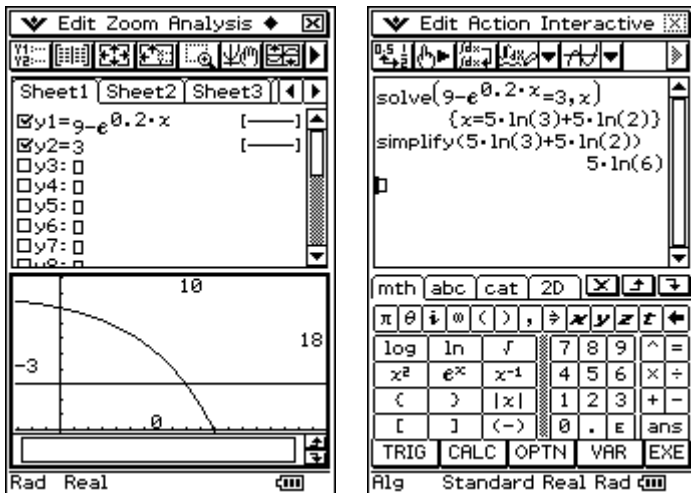 Edit Zoom Analysis ◆
Sheet1 Sheet2 Sheet3
y1=9-e^0.2·x [——]
y2=3 [——]
y3:▯
y4:▯
y5:▯
y6:▯
y7:▯
10
18
-3
0
Rad Real
Edit Action Interactive
solve(9-e^0.2·x=3,x)
{x=5·ln(3)+5·ln(2)}
simplify(5·ln(3)+5·ln(2))
5·ln(6)
mth abc cat 2D
π θ i ∞ ( ) , ⇒ x y z t ←
log ln √ 7 8 9 ^ =
x² eˣ x⁻¹ 4 5 6 × ÷
( ) |x| 1 2 3 + -
[ ] (-) 0 . E ans
TRIG CALC OPTN VAR EXE
Alg Standard Real Rad